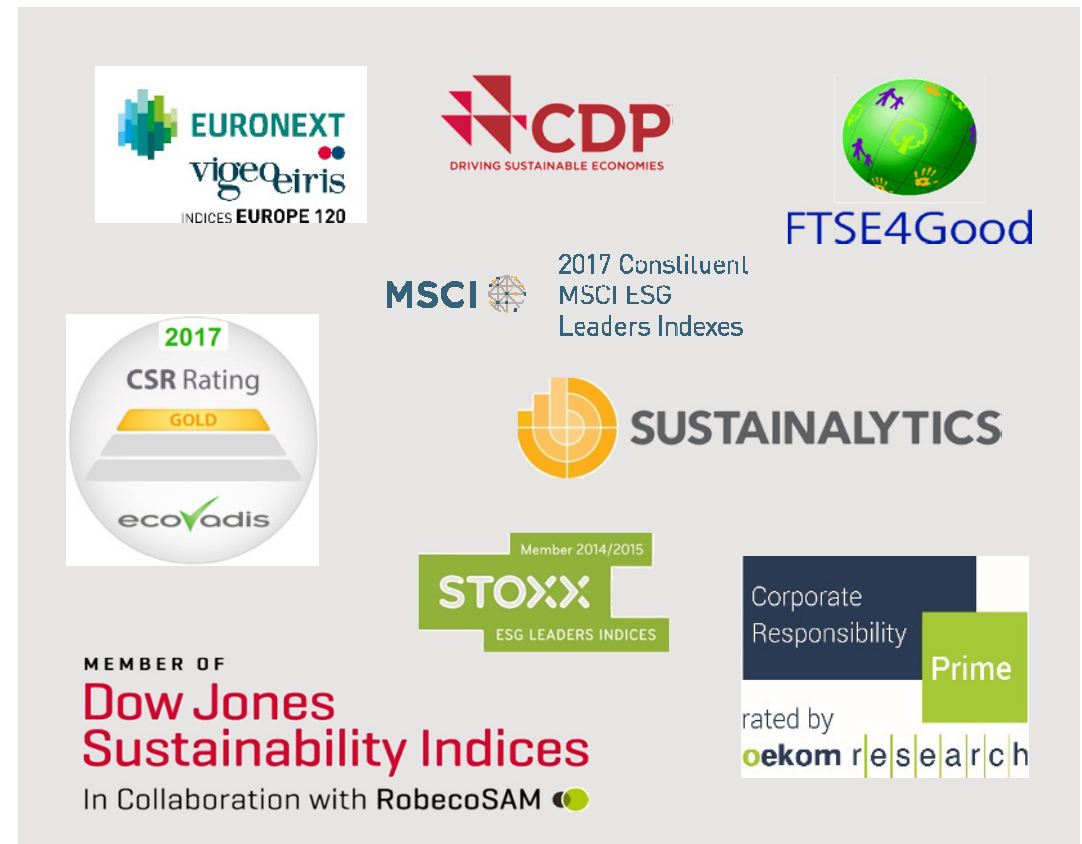 EURONEXT
vigeoeiris
INDICES EUROPE 120
CDP
DRIVING SUSTAINABLE ECONOMIES
FTSE4Good
MSCI
2017 Constituent
MSCI ESG
Leaders Indexes
2017
CSR Rating
GOLD
ecovadis
SUSTAINALYTICS
Member 2014/2015
STOXX
ESG LEADERS INDICES
Corporate
Responsibility
Prime
rated by
oekom r|e|s|e|a|r|c|h
MEMBER OF
Dow Jones
Sustainability Indices
In Collaboration with RobecoSAM